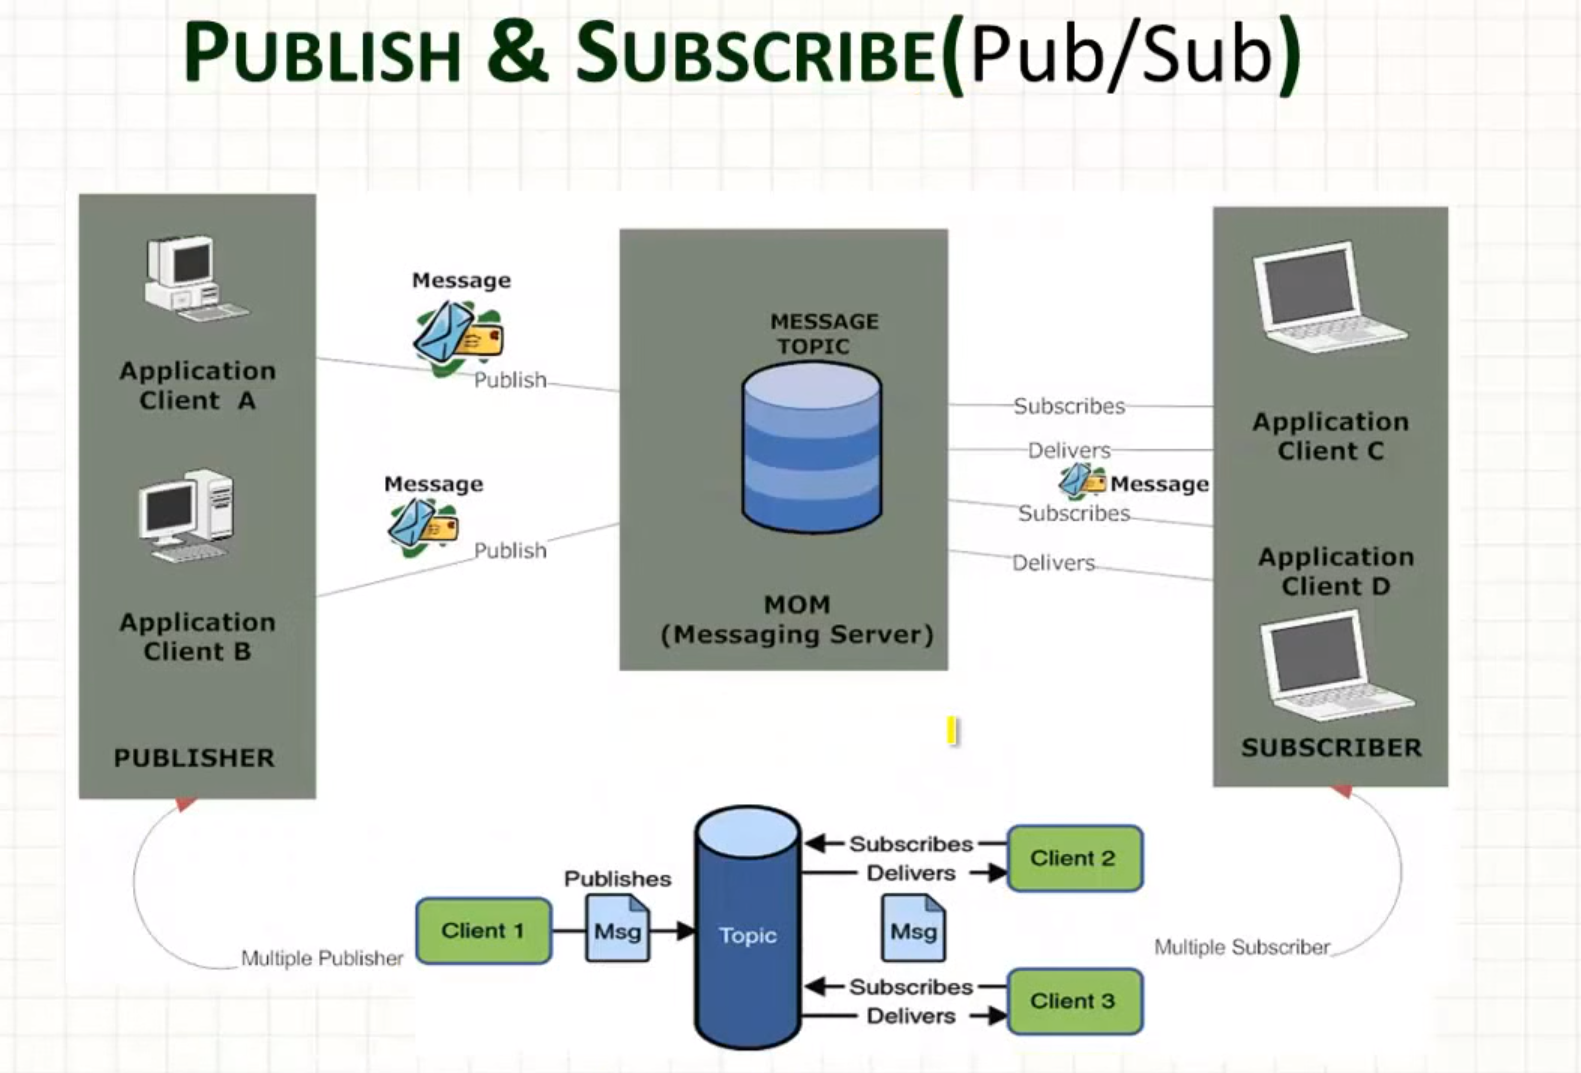 PUBLISH & SUBSCRIBE(Pub/Sub)
Application
Client A
Application
Client B
PUBLISHER
Message
Publish
Message
Publish
MESSAGE
TOPIC
MOM
(Messaging Server)
Subscribes
Delivers
Message
Subscribes
Delivers
Application
Client C
Application
Client D
SUBSCRIBER
Multiple Publisher
Client 1
Publishes
Msg
Topic
Subscribes
Delivers
Msg
Subscribes
Delivers
Client 2
Client 3
Multiple Subscriber